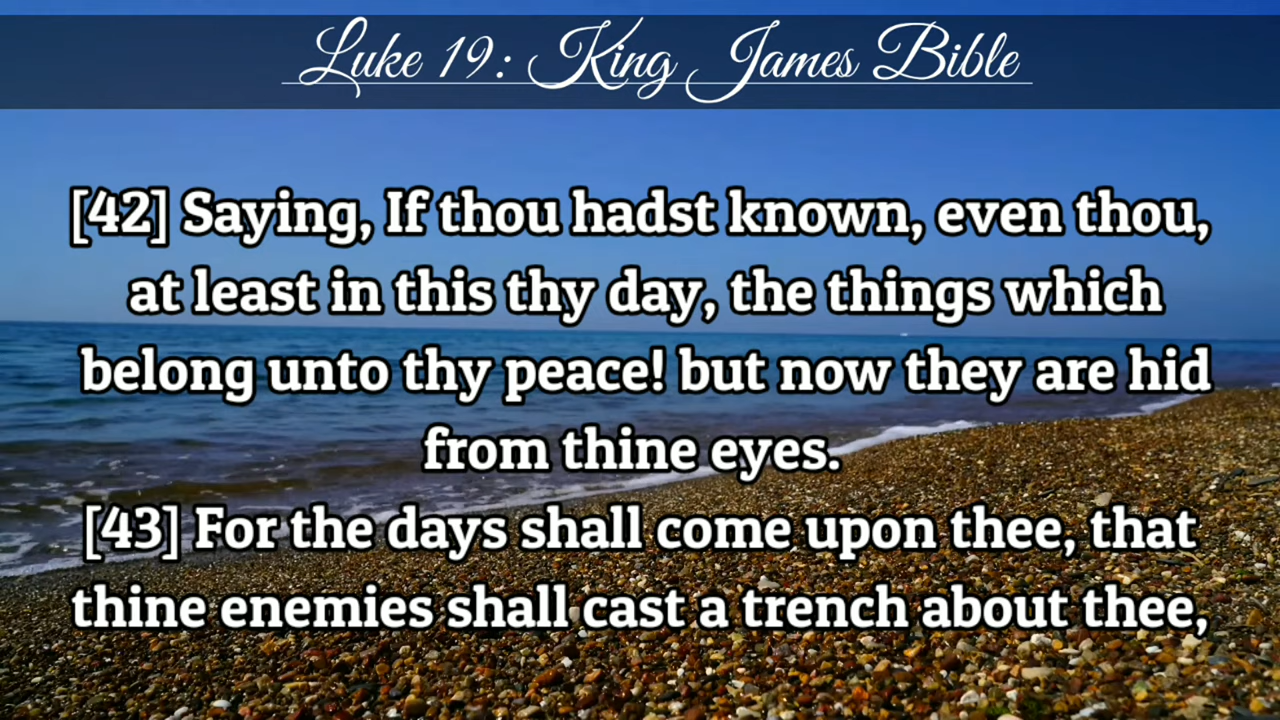 Luke 19: King James Bible
[42] Saying, If thou hadst known, even thou,
at least in this thy day, the things which
belong unto thy peace! but now they are hid
from thine eyes.
[43] For the days shall come upon thee, that
thine enemies shall cast a trench about thee,